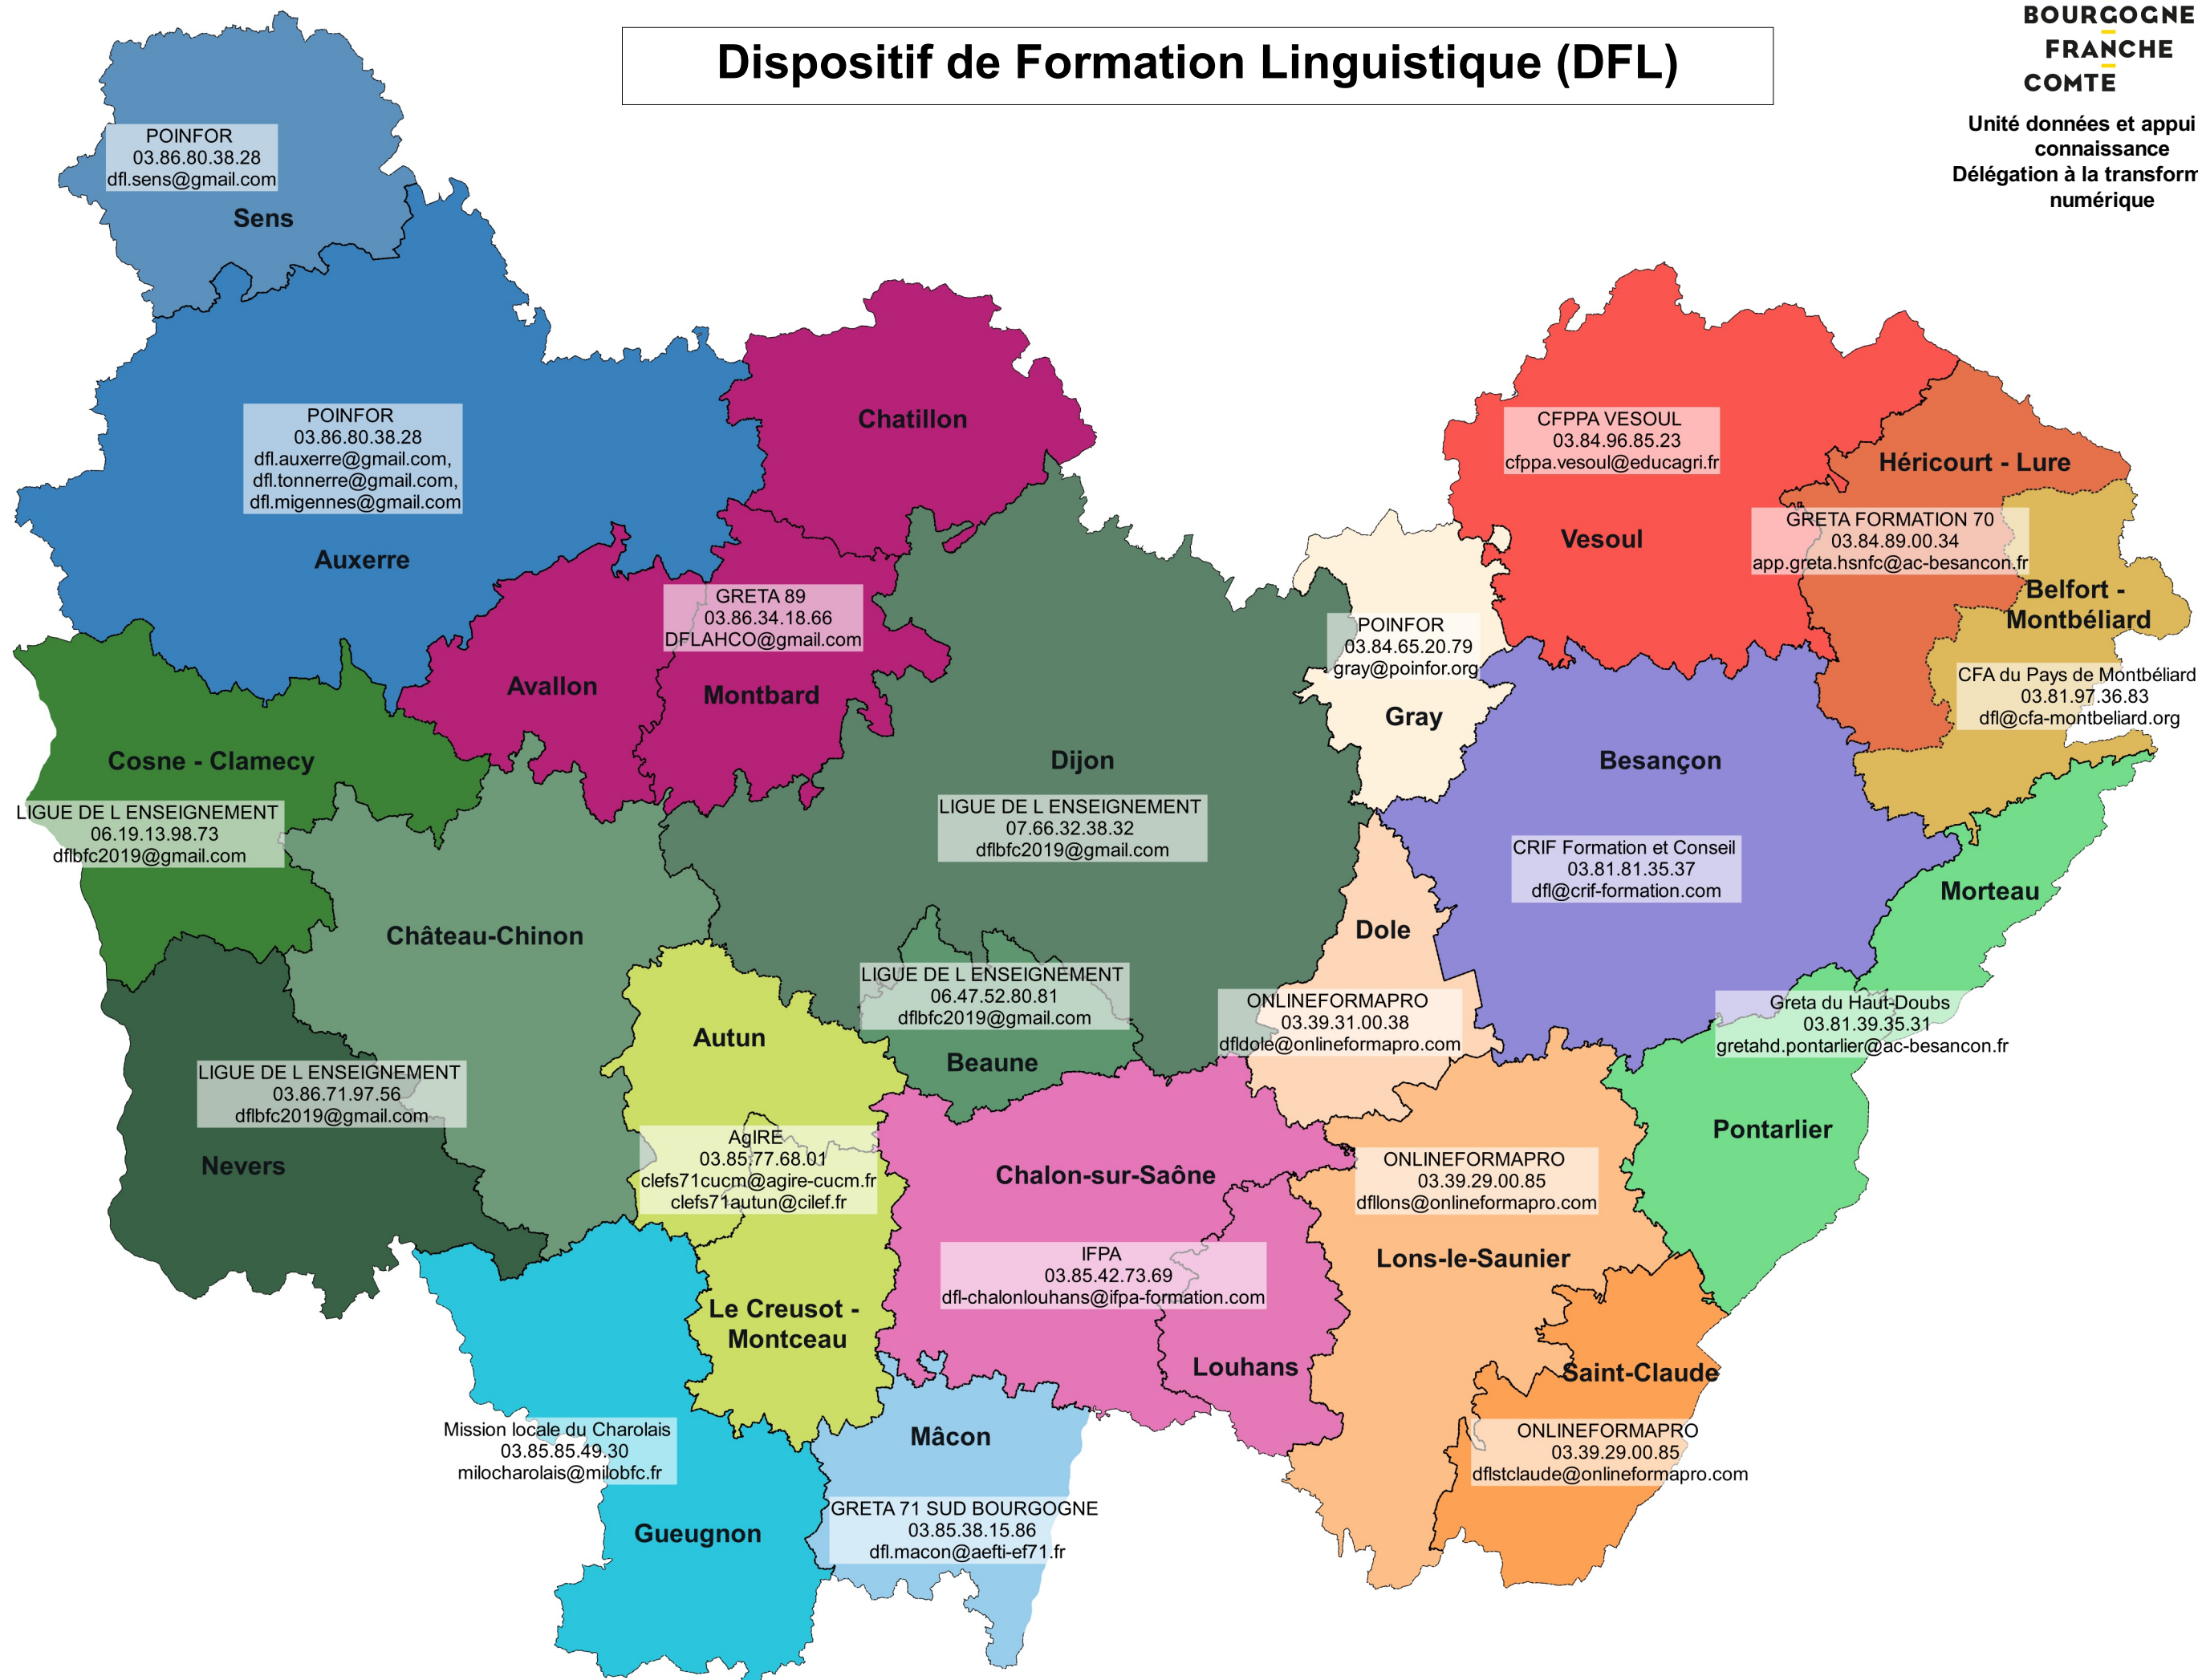 Dispositif de Formation Linguistique (DFL)
BOURGOGNE
FRANCHE
COMTE
Unité données et appui
connaissance
Délégation à la transform
numérique
POINFOR
03.86.80.38.28
dfl.sens@gmail.com
Sens
POINFOR
03.86.80.38.28
dfl.auxerre@gmail.com,
dfl.tonnerre@gmail.com,
dfl.migennes@gmail.com
Auxerre
Chatillon
CFPPA VESOUL
03.84.96.85.23
cfppa.vesoul@educagri.fr
Vesoul
Héricourt - Lure
GRETA FORMATION 70
03.84.89.00.34
app.greta.hsnfc@ac-besancon.fr
Belfort -
Montbéliard
CFA du Pays de Montbéliard
03.81.97.36.83
dfl@cfa-montbeliard.org
GRETA 89
03.86.34.18.66
DFLAHCO@gmail.com
Avallon
Montbard
POINFOR
03.84.65.20.79
gray@poinfor.org
Gray
Cosne - Clamecy
LIGUE DE L ENSEIGNEMENT
06.19.13.98.73
dflbfc2019@gmail.com
Dijon
LIGUE DE L ENSEIGNEMENT
07.66.32.38.32
dflbfc2019@gmail.com
Besançon
CRIF Formation et Conseil
03.81.81.35.37
dfl@crif-formation.com
Morteau
Château-Chinon
Dole
LIGUE DE L ENSEIGNEMENT
06.47.52.80.81
dflbfc2019@gmail.com
Beaune
ONLINEFORMAPRO
03.39.31.00.38
dfldole@onlineformapro.com
Greta du Haut-Doubs
03.81.39.35.31
gretahd.pontarlier@ac-besancon.fr
Pontarlier
Autun
LIGUE DE L ENSEIGNEMENT
03.86.71.97.56
dflbfc2019@gmail.com
Nevers
AgIRE
03.85.77.68.01
clefs71cucm@agire-cucm.fr
clefs71autun@cilef.fr
Chalon-sur-Saône
ONLINEFORMAPRO
03.39.29.00.85
dfllons@onlineformapro.com
Lons-le-Saunier
IFPA
03.85.42.73.69
dfl-chalonlouhans@ifpa-formation.com
Le Creusot -
Montceau
Louhans
Saint-Claude
ONLINEFORMAPRO
03.39.29.00.85
dflstclaude@onlineformapro.com
Mission locale du Charolais
03.85.85.49.30
milocharolais@milobfc.fr
Gueugnon
Mâcon
GRETA 71 SUD BOURGOGNE
03.85.38.15.86
dfl.macon@aefti-ef71.fr